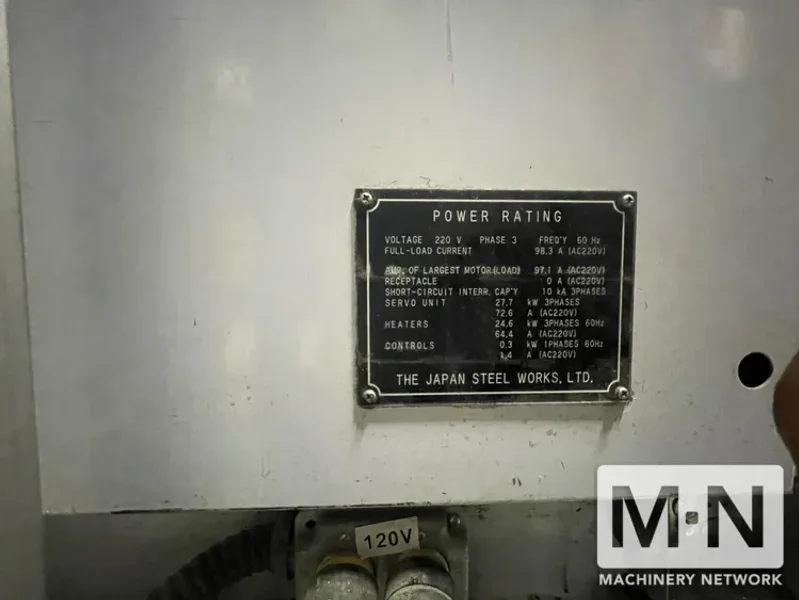 POWER RATING
VOLTAGE 220 V PHASE 3 FREQ'Y 60 Hz
FULL-LOAD CURRENT 98.3 A (AC220V)
AMP. OF LARGEST MOTOR(LOAD) 97.1 A (AC220V)
RECEPTACLE 0 A (AC220V)
SHORT-CIRCUIT INTERR. CAP'Y 10 kA 3PHASES
SERVO UNIT 27.7 kW 3PHASES
72.6 A (AC220V)
HEATERS 24.6 kW 3PHASES 60Hz
64.4 A (AC220V)
CONTROLS 0.3 kW 1PHASES 60Hz
1.4 A (AC220V)
THE JAPAN STEEL WORKS, LTD.
120V
M·N
MACHINERY NETWORK